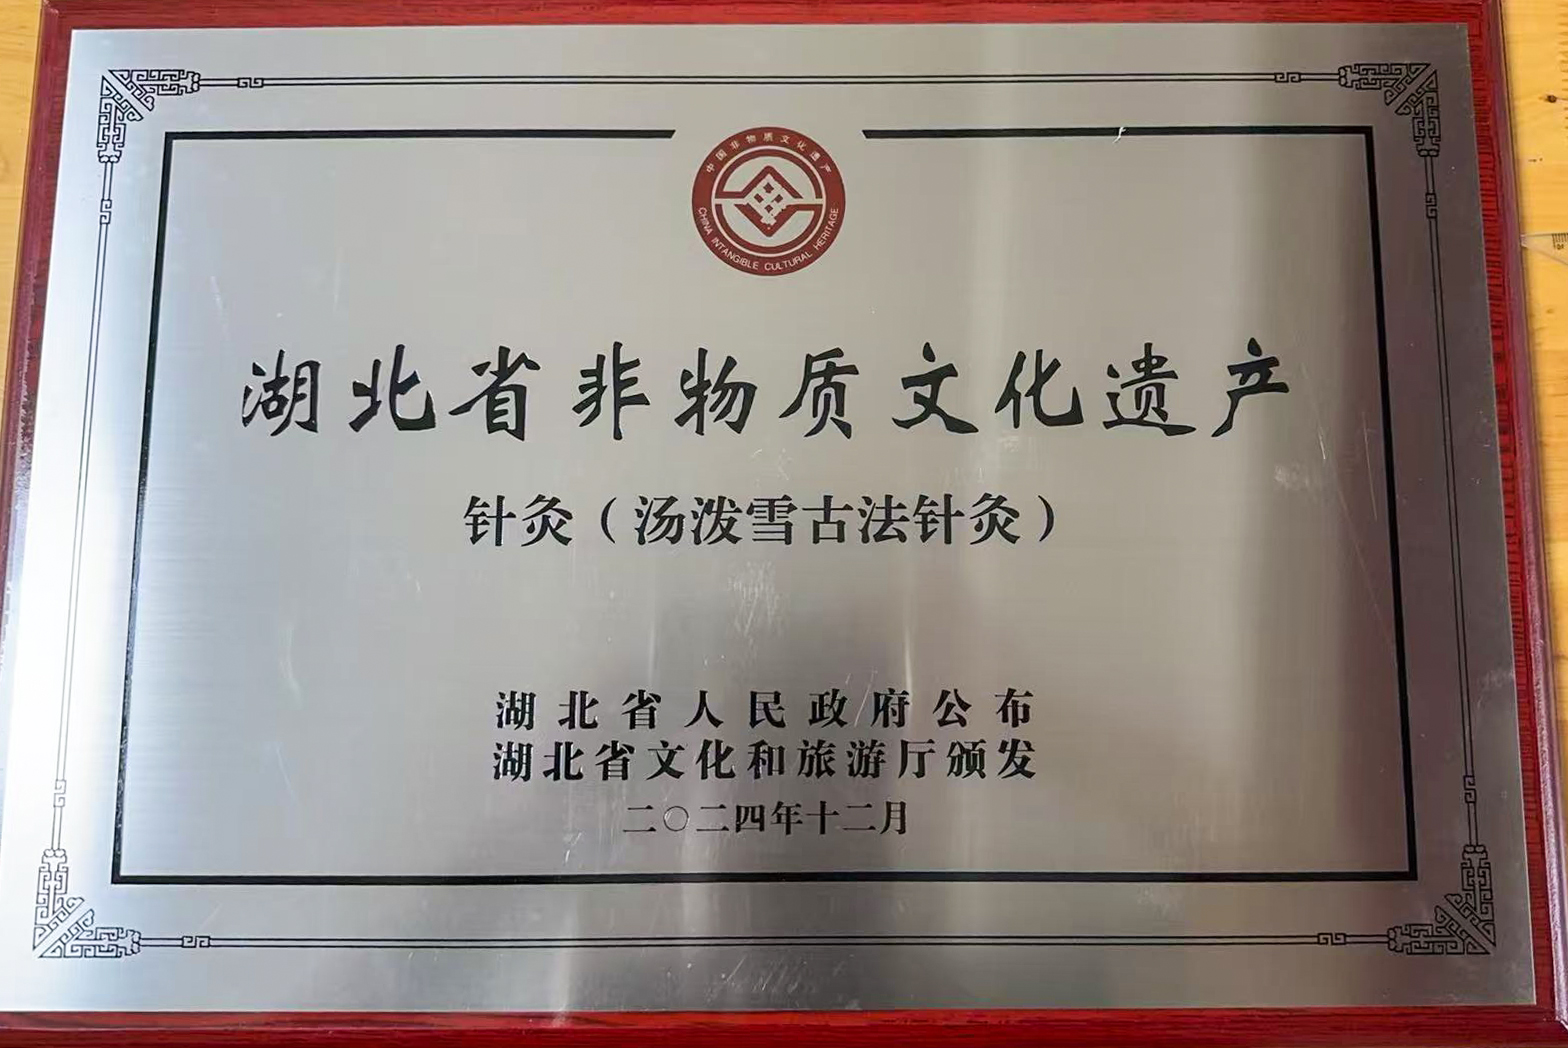 中国非物质文化遗产
CHINA INTANGIBLE CULTURAL HERITAGE
湖北省非物质文化遗产
针灸（汤泼雪古法针灸）
湖北省人民政府公布
湖北省文化和旅游厅颁发
二〇二四年十二月